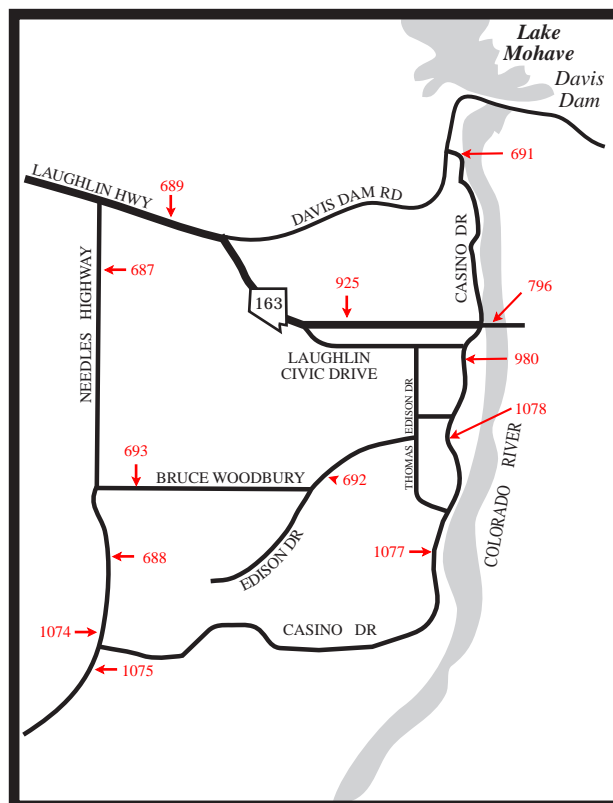 Lake
Mohave
Davis
Dam
691
LAUGHLIN HWY
689
DAVIS DAM RD
CASINO DR
NEEDLES HIGHWAY
687
163
925
796
LAUGHLIN
CIVIC DRIVE
980
THOMAS EDISON DR
1078
693
BRUCE WOODBURY
692
COLORADO RIVER
688
EDISON DR
1077
1074
CASINO DR
1075